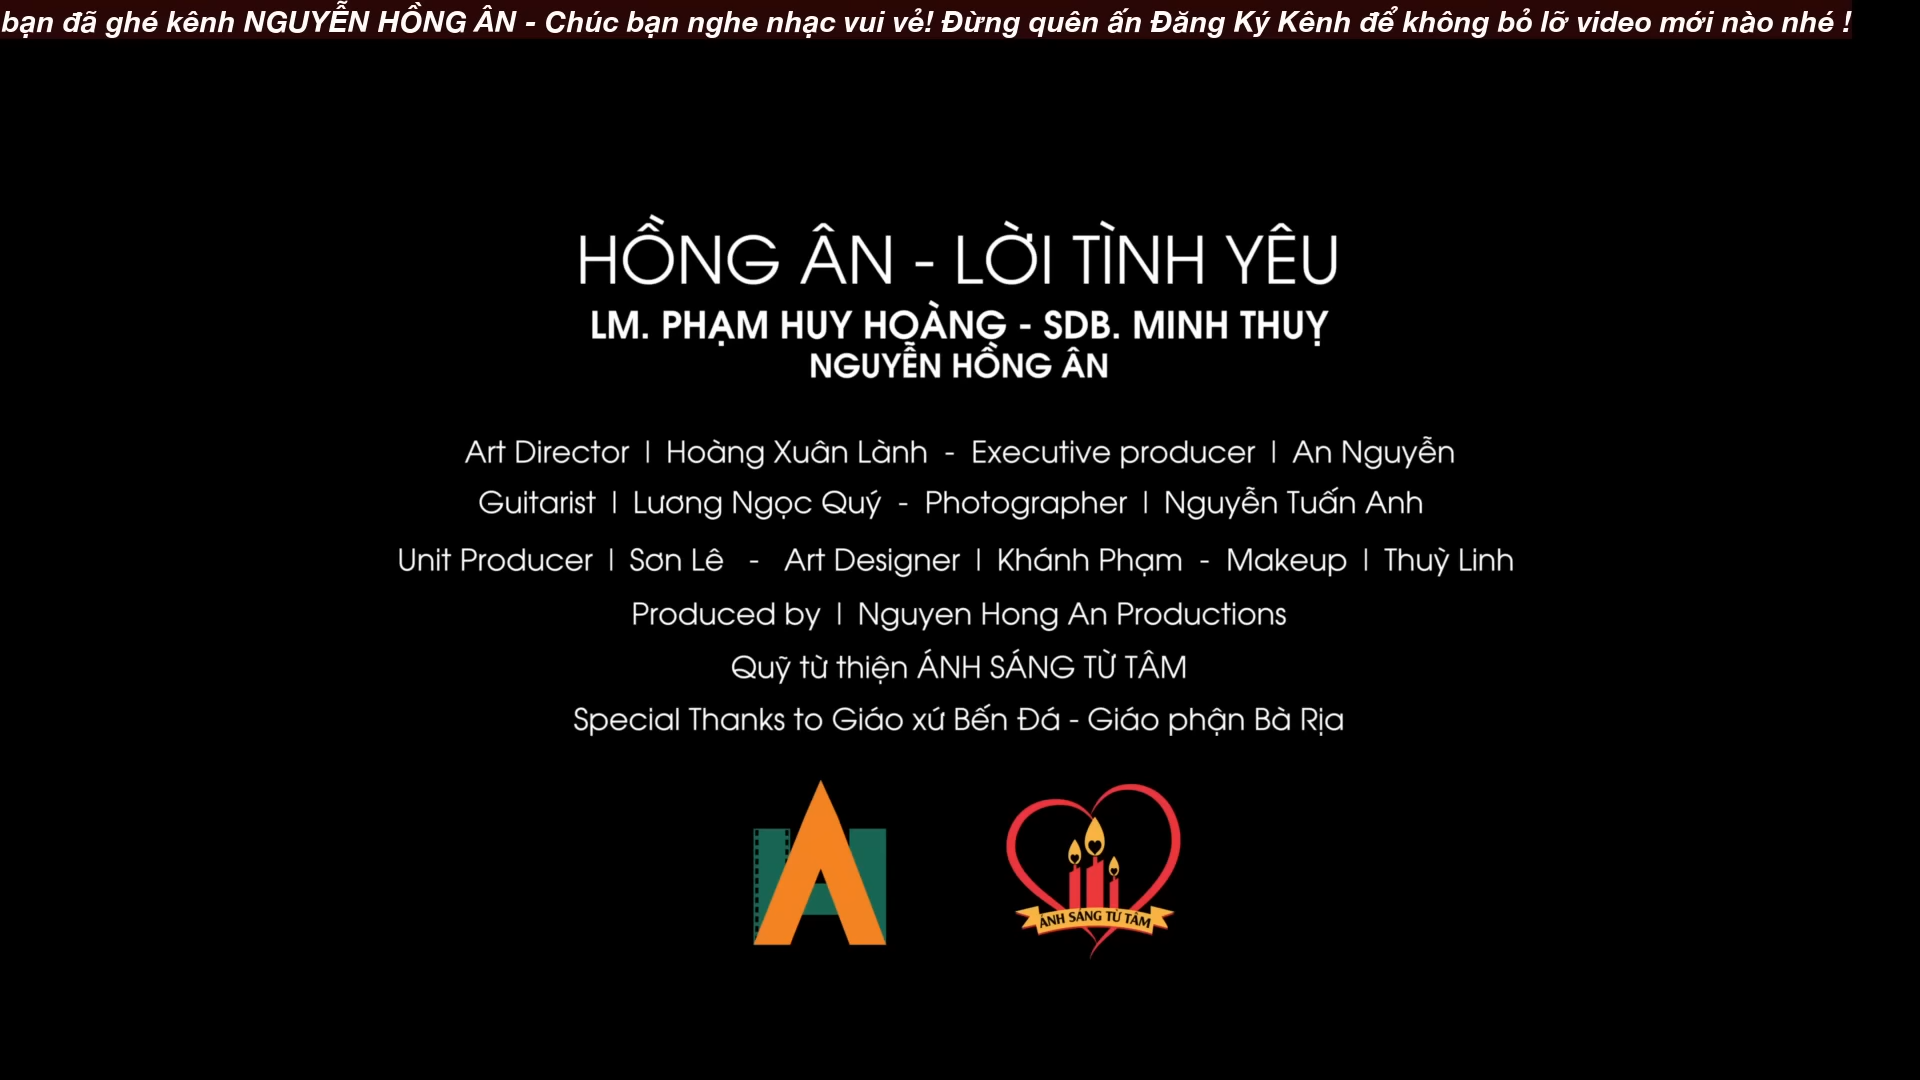 bạn đã ghé kênh NGUYỄN HỒNG ÂN - Chúc bạn nghe nhạc vui vẻ! Đừng quên ấn Đăng Ký Kênh để không bỏ lỡ video mới nào nhé !
HỒNG ÂN - LỜI TÌNH YÊU
LM. PHẠM HUY HOÀNG - SDB. MINH THUỴ
NGUYỄN HỒNG ÂN
Art Director | Hoàng Xuân Lành - Executive producer | An Nguyễn
Guitarist | Lương Ngọc Quý - Photographer | Nguyễn Tuấn Anh
Unit Producer | Sơn Lê - Art Designer | Khánh Phạm - Makeup | Thuỳ Linh
Produced by | Nguyen Hong An Productions
Quỹ từ thiện ÁNH SÁNG TỪ TÂM
Special Thanks to Giáo xứ Bến Đá - Giáo phận Bà Rịa
ÁNH SÁNG TỪ TÂM